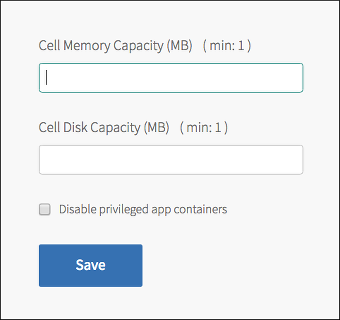 Cell Memory Capacity (MB) ( min: 1 )
Cell Disk Capacity (MB) ( min: 1 )
Disable privileged app containers
Save